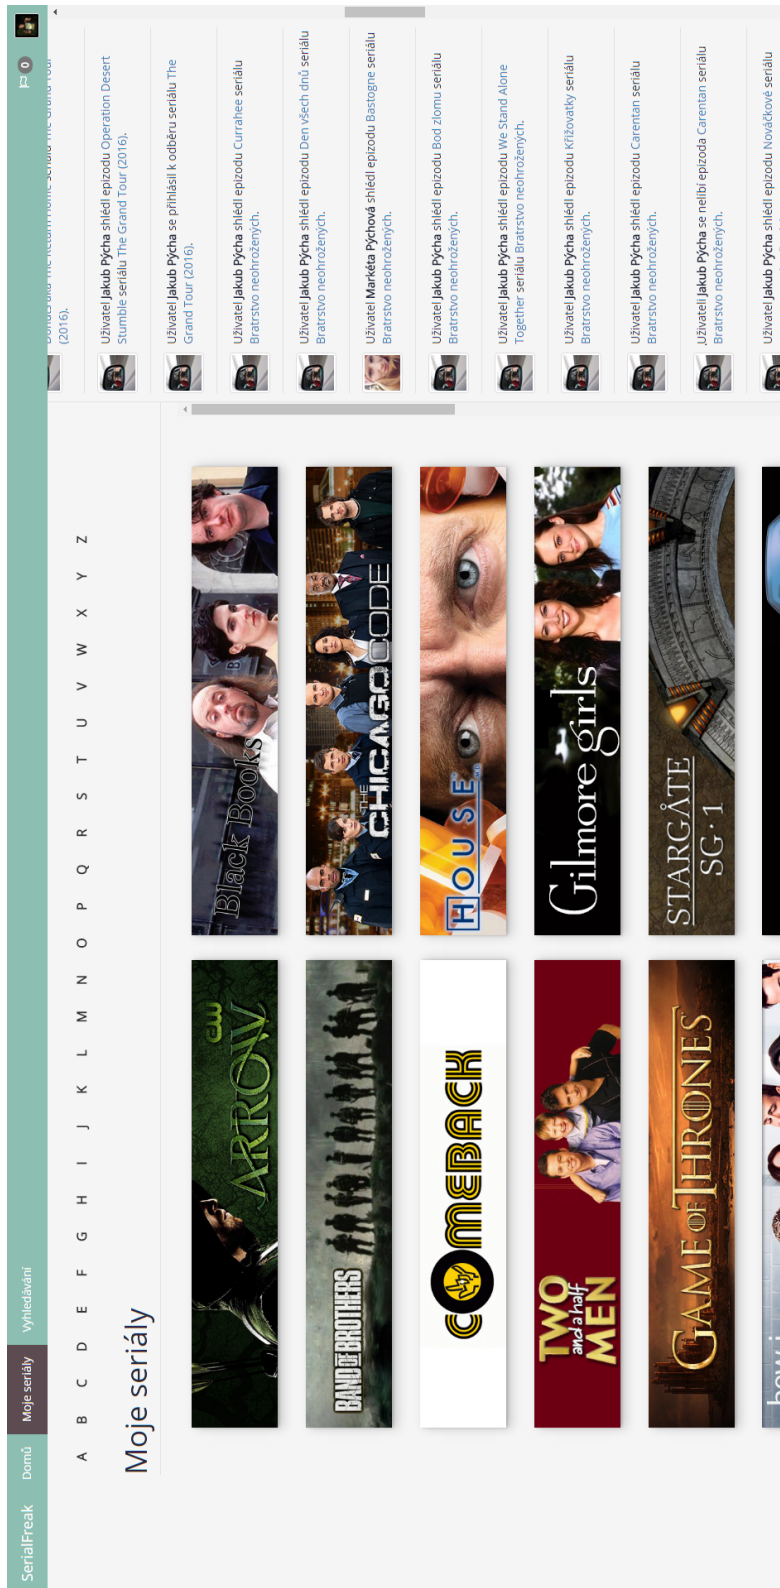 SerialFreak
Domů
Moje seriály
Vyhledávání
0
A B C D E F G H I J K L M N O P Q R S T U V W X Y Z
Moje seriály
ARROW
CW
Black Books
BAND OF BROTHERS
THE
CHICAGO CODE
COMEBACK
HOUSE M.D.
TWO
and a half
MEN
Gilmore girls
GAME OF THRONES
STARGATE
SG·1
(2016).
Uživatel Jakub Pýcha shlédl epizodu Operation Desert
Stumble seriálu The Grand Tour (2016).
Uživatel Jakub Pýcha se přihlásil k odběru seriálu The
Grand Tour (2016).
Uživatel Jakub Pýcha shlédl epizodu Currahee seriálu
Bratrstvo neohrožených.
Uživatel Jakub Pýcha shlédl epizodu Den všech dnů seriálu
Bratrstvo neohrožených.
Uživatel Markéta Pýchová shlédl epizodu Bastogne seriálu
Bratrstvo neohrožených.
Uživatel Jakub Pýcha shlédl epizodu Bod zlomu seriálu
Bratrstvo neohrožených.
Uživatel Jakub Pýcha shlédl epizodu We Stand Alone
Together seriálu Bratrstvo neohrožených.
Uživatel Jakub Pýcha shlédl epizodu Křižovatky seriálu
Bratrstvo neohrožených.
Uživatel Jakub Pýcha shlédl epizodu Carentan seriálu
Bratrstvo neohrožených.
Uživateli Jakub Pýcha se nelíbí epizoda Carentan seriálu
Bratrstvo neohrožených.
Uživatel Jakub Pýcha shlédl epizodu Nováčkové seriálu